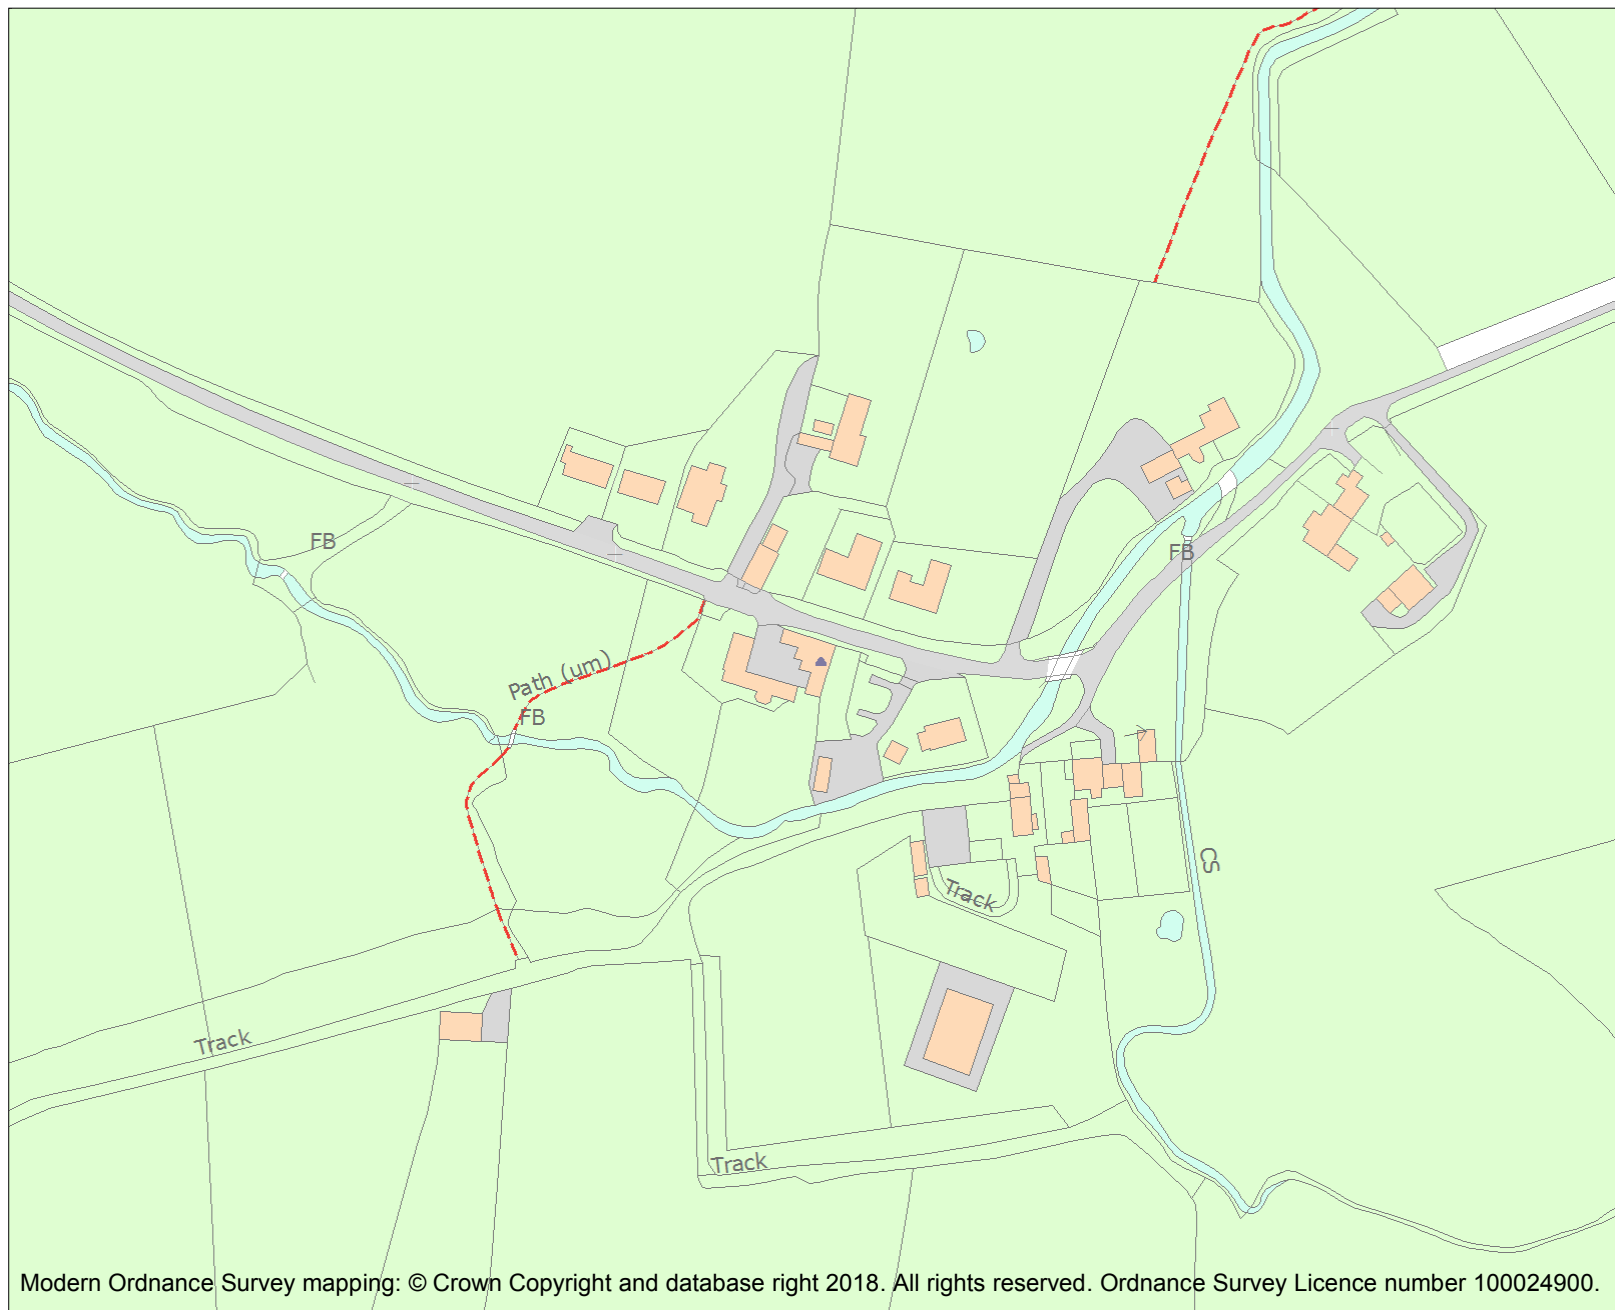 FB
FB
Path (um)
FB
CS
Track
Track
Track
Modern Ordnance Survey mapping: © Crown Copyright and database right 2018. All rights reserved. Ordnance Survey Licence number 100024900.